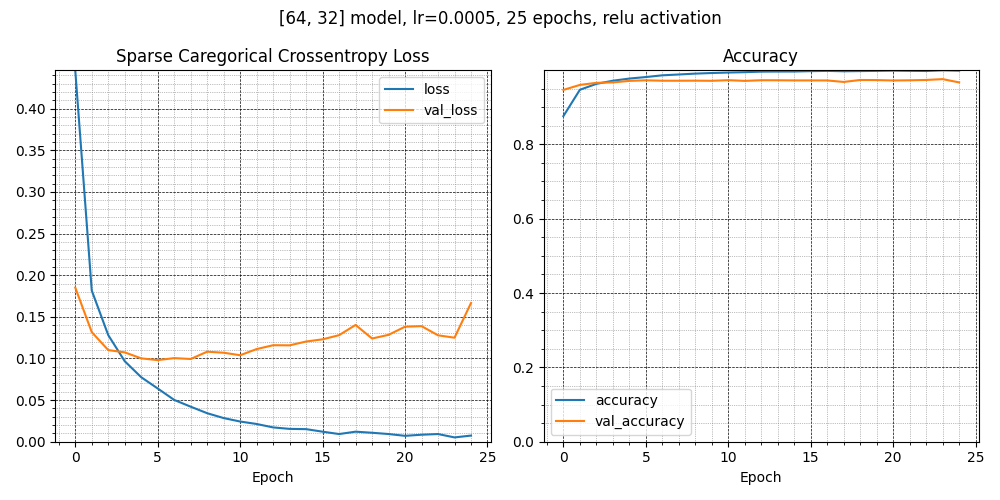 [64, 32] model, lr=0.0005, 25 epochs, relu activation
Sparse Caregorical Crossentropy Loss
loss
val_loss
0.40
0.35
0.30
0.25
0.20
0.15
0.10
0.05
0.00
0 5 10 15 20 25
Epoch
Accuracy
0.8
0.6
0.4
0.2
0.0
accuracy
val_accuracy
0 5 10 15 20 25
Epoch